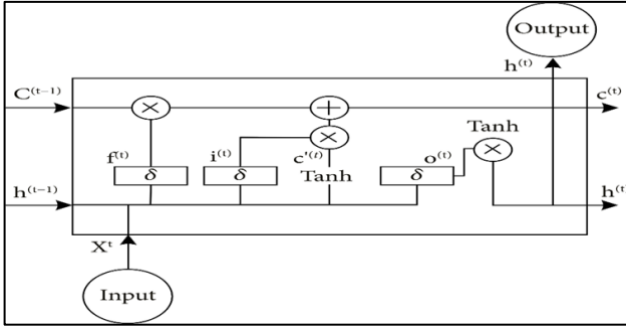 Output
h(t)
C(t-1)
c(t)
×
+
×
Tanh
×
f(t)
i(t)
c'(t)
o(t)
δ
δ
Tanh
δ
h(t-1)
h(t)
Xᵗ
Input